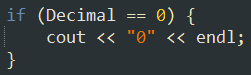 if (Decimal == 0) {
    cout << "0" << endl;
}